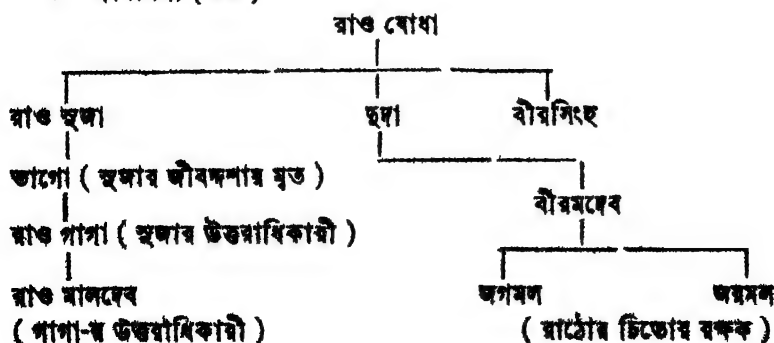 রাও যোধা
রাও সুজা দুদা বীরসিংহ
ভাগো ( সুজার জীবদ্দশায় মৃত )
বীরমদেব
রাও গাগা ( সুজার উত্তরাধিকারী )
রাও মালদেব জগমল জয়মল
( গাগা-র উত্তরাধিকারী ) ( রাঠোর চিতোর রক্ষক )